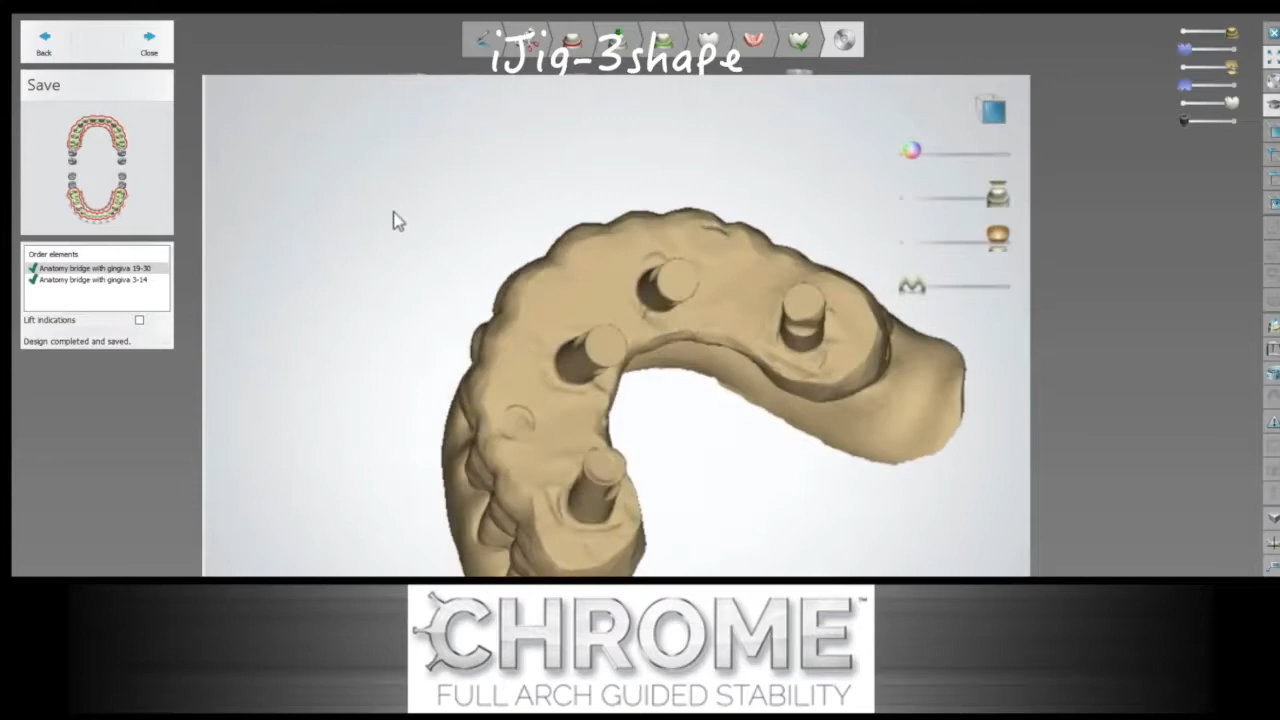 iJig-3shape
Back
Close
Save
Order elements
Anatomy bridge with gingiva 19-30
Anatomy bridge with gingiva 3-14
Lift indications
Design completed and saved.
CHROME™
FULL ARCH GUIDED STABILITY